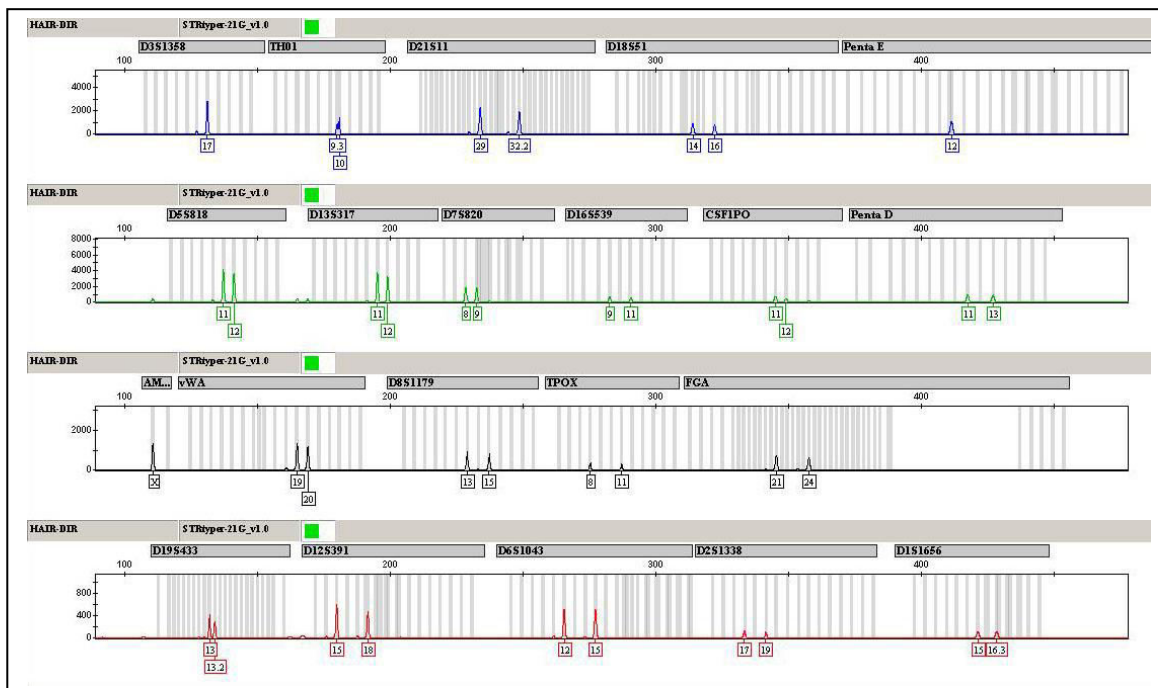 HAIR-DIR STRtyper-21G_v1.0
D3S1358 TH01 D21S11 D18S51 Penta E
100 200 300 400
4000
2000
0
17 9.3 29 32.2 14 16 12
10
HAIR-DIR STRtyper-21G_v1.0
D5S818 D13S317 D7S820 D16S539 CSF1PO Penta D
100 200 300 400
8000
6000
4000
2000
0
11 11 8 9 9 11 11 11 13
12 12 12
HAIR-DIR STRtyper-21G_v1.0
AM... vWA D8S1179 TPOX FGA
100 200 300 400
2000
0
X 19 13 15 8 11 21 24
20
HAIR-DIR STRtyper-21G_v1.0
D19S433 D12S391 D6S1043 D2S1338 D1S1656
100 200 300 400
800
400
0
13 15 18 12 15 17 19 15 16.3
13.2